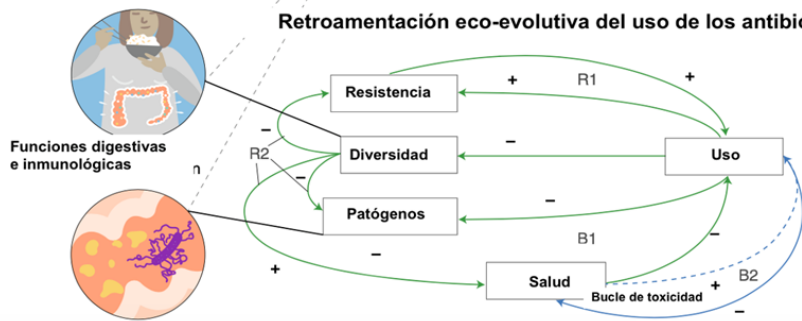 Retroamentación eco-evolutiva del uso de los antibió
Funciones digestivas
e inmunológicas
n
Resistencia
Diversidad
Patógenos
Salud
Uso
+
R1
+
–
R2
–
–
–
B1
–
+
–
Bucle de toxicidad
+
B2
–